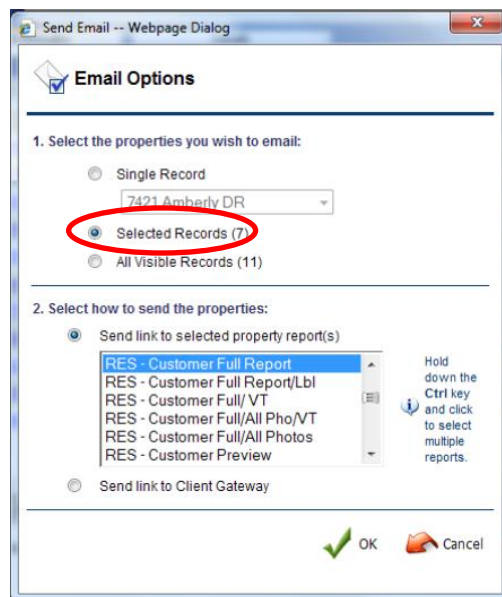 Send Email -- Webpage Dialog
Email Options
1. Select the properties you wish to email:
Single Record
7421 Amberly DR
Selected Records (7)
All Visible Records (11)
2. Select how to send the properties:
Send link to selected property report(s)
RES - Customer Full Report
RES - Customer Full Report/Lbl
RES - Customer Full/ VT
RES - Customer Full/All Pho/VT
RES - Customer Full/All Photos
RES - Customer Preview
Hold
down the
Ctrl key
and click
to select
multiple
reports.
Send link to Client Gateway
OK
Cancel